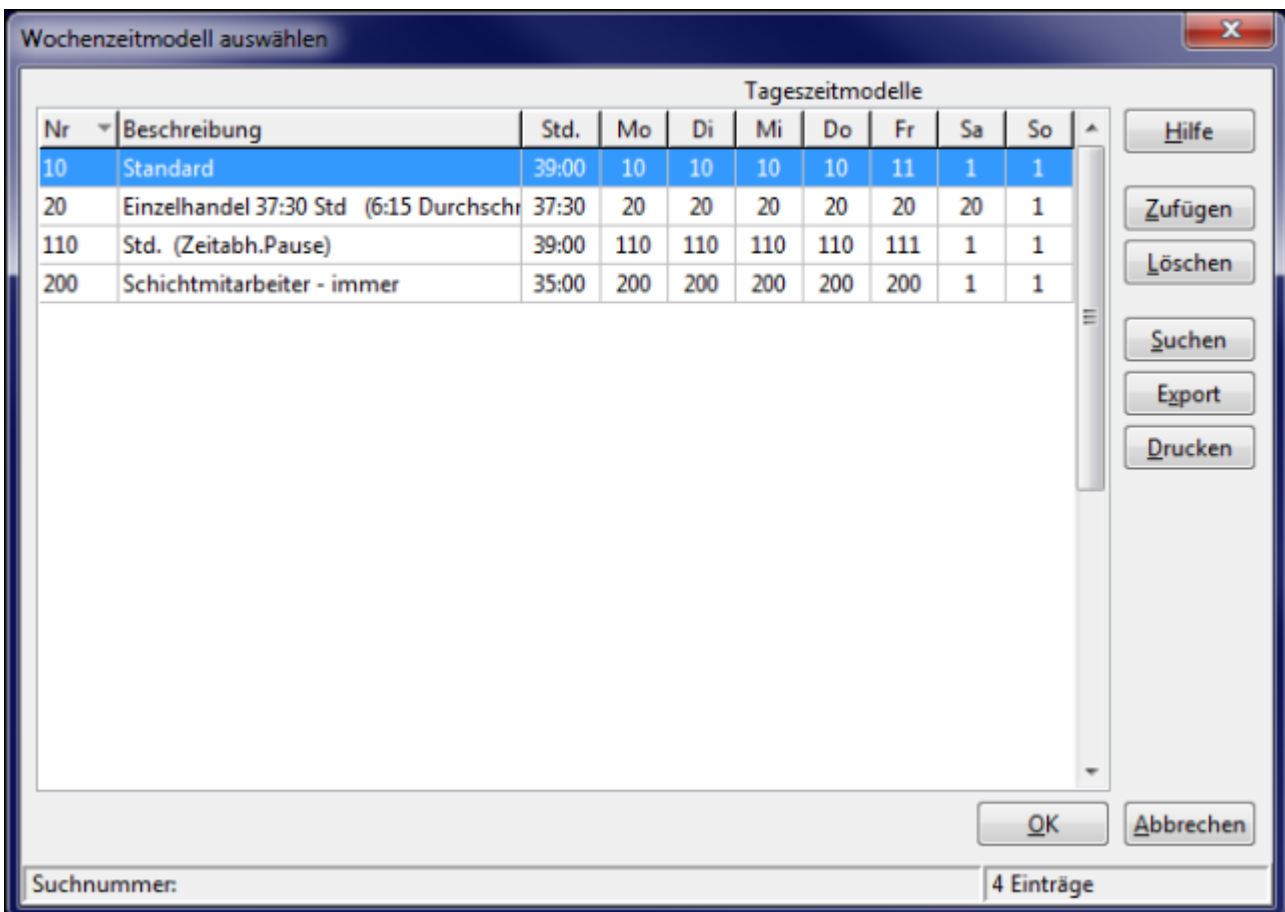 Wochenzeitmodell auswählen
Tageszeitmodelle
Nr Beschreibung Std. Mo Di Mi Do Fr Sa So
10 Standard 39:00 10 10 10 10 11 1 1
20 Einzelhandel 37:30 Std (6:15 Durchschr 37:30 20 20 20 20 20 20 1
110 Std. (Zeitabh.Pause) 39:00 110 110 110 110 111 1 1
200 Schichtmitarbeiter - immer 35:00 200 200 200 200 200 1 1
Hilfe
Zufügen
Löschen
Suchen
Export
Drucken
OK Abbrechen
Suchnummer: 4 Einträge